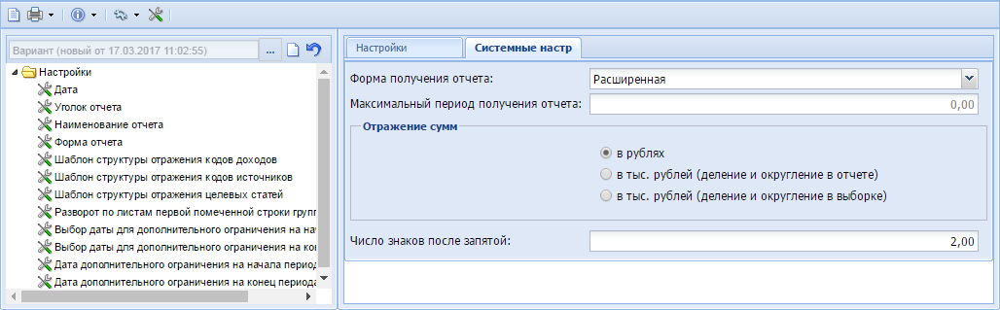 Вариант (новый от 17.03.2017 11:02:55)
...
Настройки
Дата
Уголок отчета
Наименование отчета
Форма отчета
Шаблон структуры отражения кодов доходов
Шаблон структуры отражения кодов источников
Шаблон структуры отражения целевых статей
Разворот по листам первой помеченной строки групп
Выбор даты для дополнительного ограничения на нач
Выбор даты для дополнительного ограничения на кон
Дата дополнительного ограничения на начала период
Дата дополнительного ограничения на конец периода
Настройки
Системные настр
Форма получения отчета:
Расширенная
Максимальный период получения отчета:
0,00
Отражение сумм
в рублях
в тыс. рублей (деление и округление в отчете)
в тыс. рублей (деление и округление в выборке)
Число знаков после запятой:
2,00